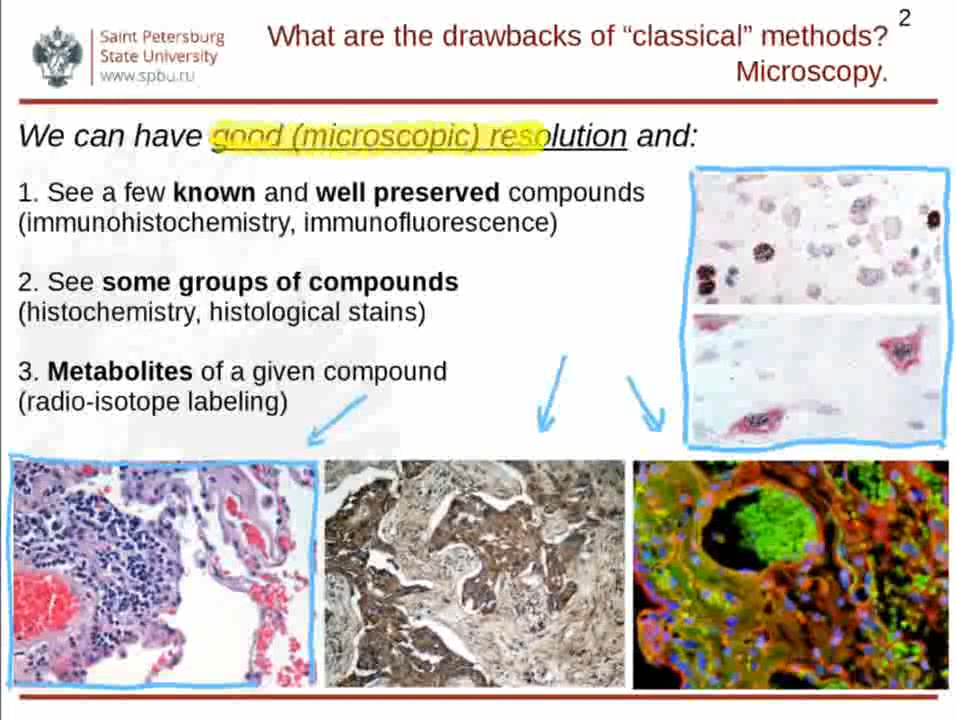 2
Saint Petersburg
State University
www.spbu.ru
What are the drawbacks of “classical” methods?
Microscopy.
We can have good (microscopic) resolution and:
1. See a few known and well preserved compounds
(immunohistochemistry, immunofluorescence)
2. See some groups of compounds
(histochemistry, histological stains)
3. Metabolites of a given compound
(radio-isotope labeling)